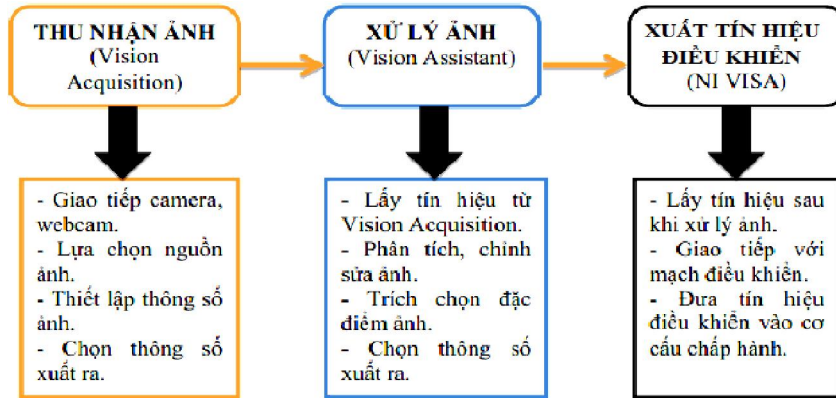 THU NHẬN ẢNH
(Vision
Acquisition)
XỬ LÝ ẢNH
(Vision Assistant)
XUẤT TÍN HIỆU
ĐIỀU KHIỂN
(NI VISA)
- Giao tiếp camera,
webcam.
- Lựa chọn nguồn
ảnh.
- Thiết lập thông số
ảnh.
- Chọn thông số
xuất ra.
- Lấy tín hiệu từ
Vision Acquisition.
- Phân tích, chỉnh
sửa ảnh.
- Trích chọn đặc
điểm ảnh.
- Chọn thông số
xuất ra.
- Lấy tín hiệu sau
khi xử lý ảnh.
- Giao tiếp với
mạch điều khiển.
- Đưa tín hiệu
điều khiển vào cơ
cấu chấp hành.